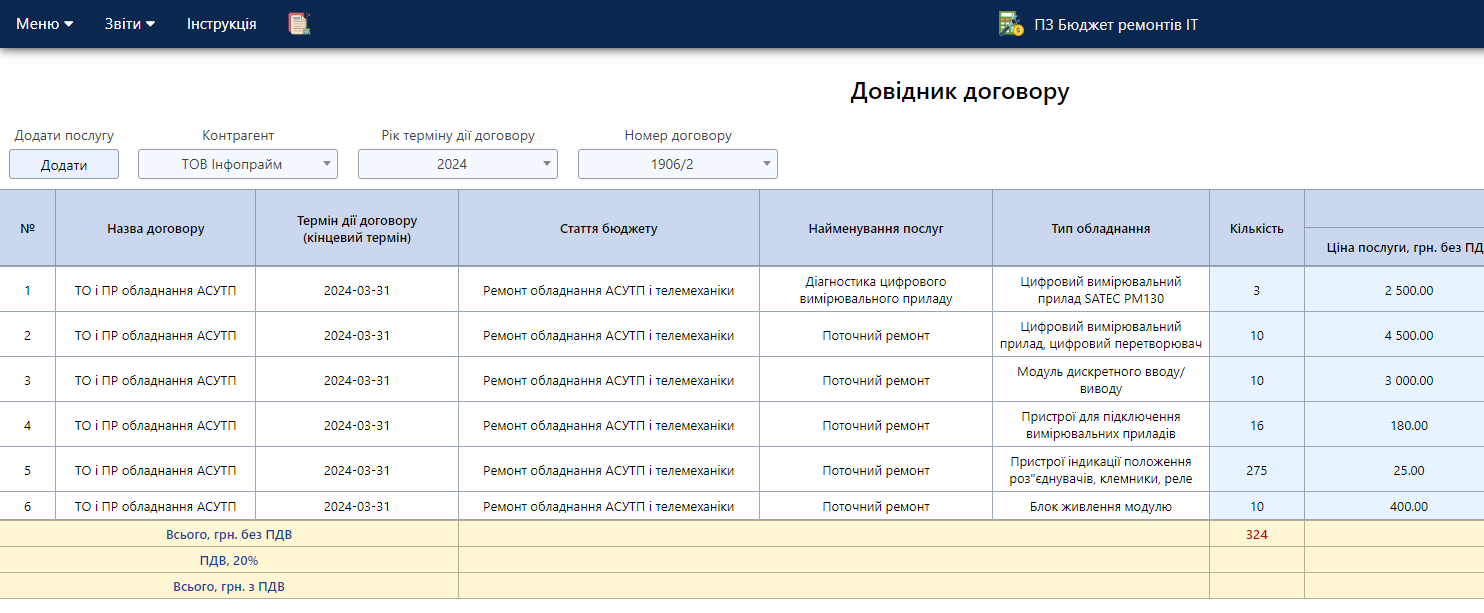 Меню Звіти Інструкція ПЗ Бюджет ремонтів ІТ
Довідник договору
Додати послугу Контрагент Рік терміну дії договору Номер договору
Додати ТОВ Інфопрайм 2024 1906/2
№ Назва договору Термін дії договору (кінцевий термін) Стаття бюджету Найменування послуг Тип обладнання Кількість Ціна послуги, грн. без ПД
1 ТО і ПР обладнання АСУТП 2024-03-31 Ремонт обладнання АСУТП і телемеханіки Діагностика цифрового вимірювального приладу Цифровий вимірювальний прилад SATEC PM130 3 2 500.00
2 ТО і ПР обладнання АСУТП 2024-03-31 Ремонт обладнання АСУТП і телемеханіки Поточний ремонт Цифровий вимірювальний прилад, цифровий перетворювач 10 4 500.00
3 ТО і ПР обладнання АСУТП 2024-03-31 Ремонт обладнання АСУТП і телемеханіки Поточний ремонт Модуль дискретного вводу/виводу 10 3 000.00
4 ТО і ПР обладнання АСУТП 2024-03-31 Ремонт обладнання АСУТП і телемеханіки Поточний ремонт Пристрої для підключення вимірювальних приладів 16 180.00
5 ТО і ПР обладнання АСУТП 2024-03-31 Ремонт обладнання АСУТП і телемеханіки Поточний ремонт Пристрої індикації положення роз"єднувачів, клемники, реле 275 25.00
6 ТО і ПР обладнання АСУТП 2024-03-31 Ремонт обладнання АСУТП і телемеханіки Поточний ремонт Блок живлення модулю 10 400.00
Всього, грн. без ПДВ 324
ПДВ, 20%
Всього, грн. з ПДВ